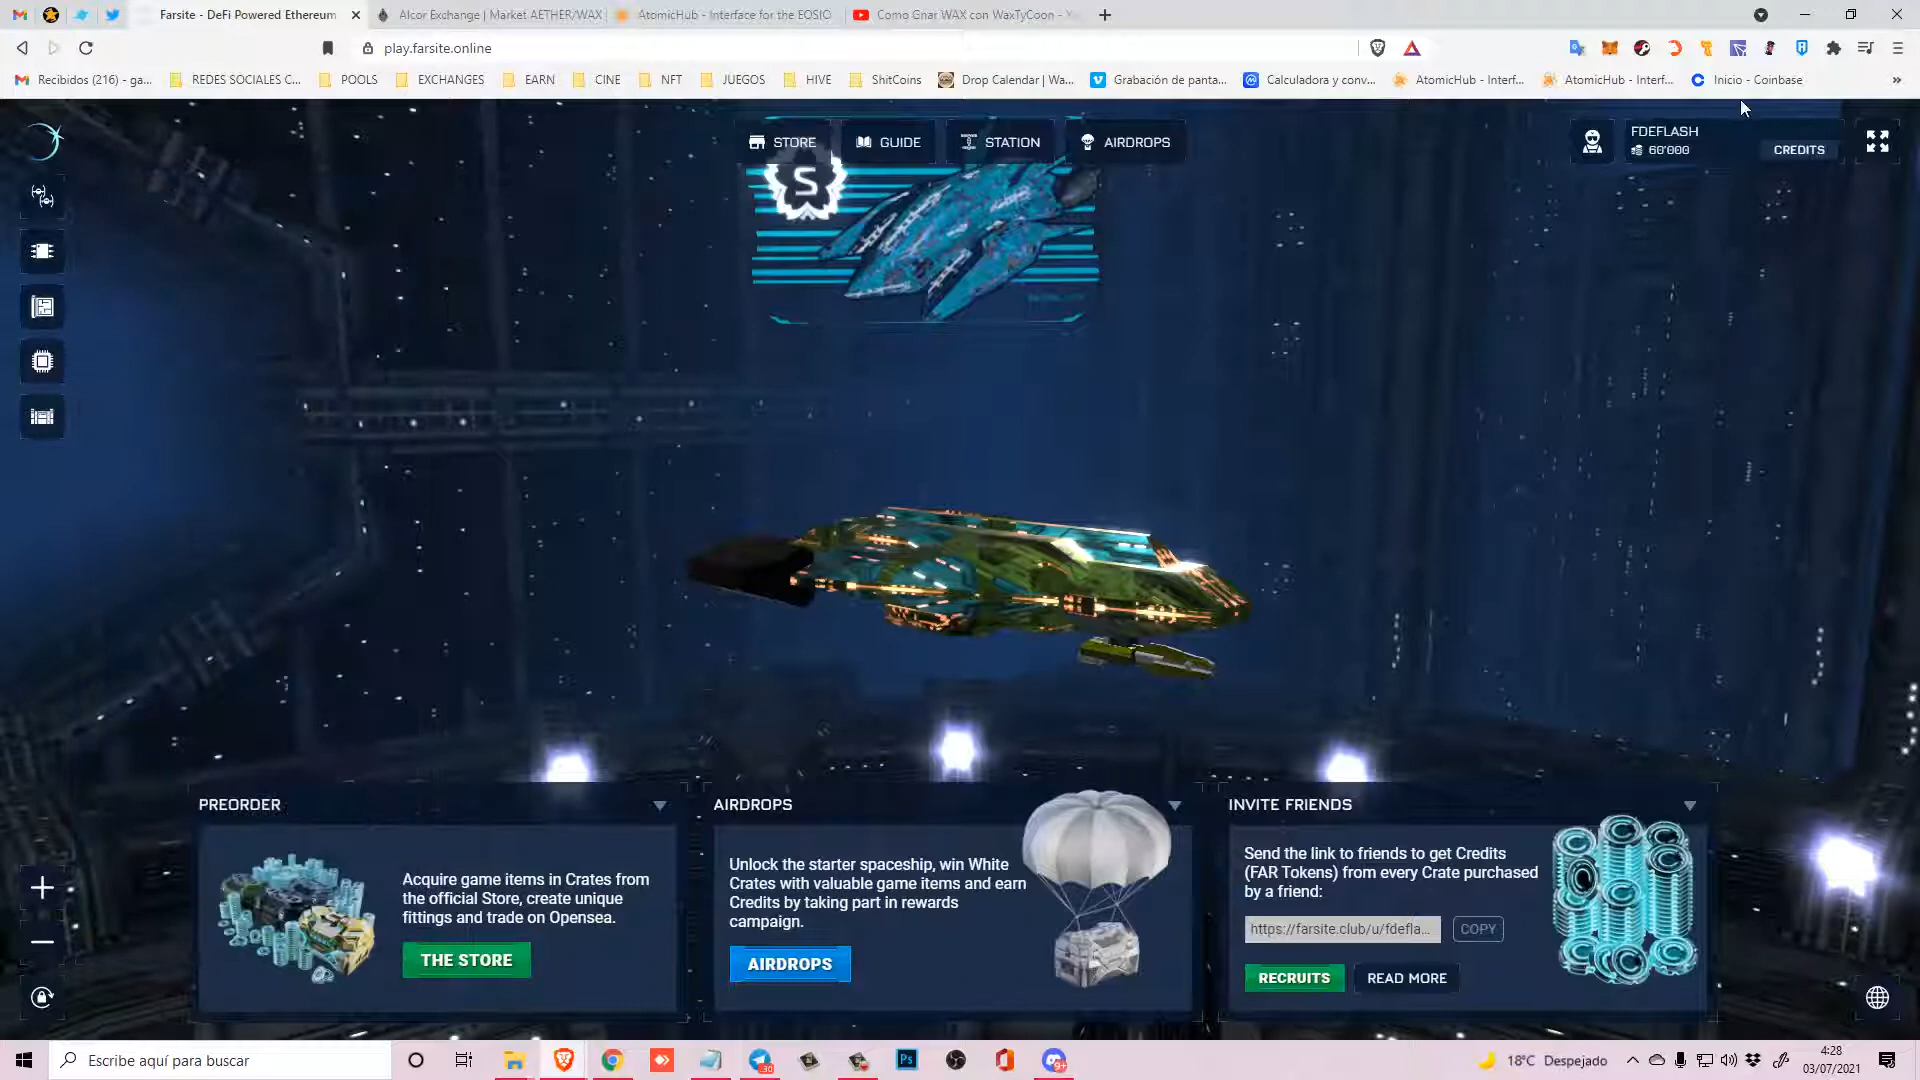 Farsite - DeFi Powered Ethereum
Alcor Exchange | Market AETHER/WAX
AtomicHub - Interface for the EOSIO
Como Gnar WAX con WaxTyCoon - Y
play.farsite.online
Recibidos (216) - ga...
REDES SOCIALES C...
POOLS
EXCHANGES
EARN
CINE
NFT
JUEGOS
HIVE
ShitCoins
Drop Calendar | Wa...
Grabación de panta...
Calculadora y conv...
AtomicHub - Interf...
AtomicHub - Interf...
Inicio - Coinbase
»
STORE
GUIDE
STATION
AIRDROPS
FDEFLASH
60'000
CREDITS
S
PREORDER
Acquire game items in Crates from
the official Store, create unique
fittings and trade on Opensea.
THE STORE
AIRDROPS
Unlock the starter spaceship, win White
Crates with valuable game items and earn
Credits by taking part in rewards
campaign.
AIRDROPS
INVITE FRIENDS
Send the link to friends to get Credits
(FAR Tokens) from every Crate purchased
by a friend:
https://farsite.club/u/fdefla...
COPY
RECRUITS
READ MORE
Escribe aquí para buscar
Ps
30
9+
18°C Despejado
4:28
03/07/2021